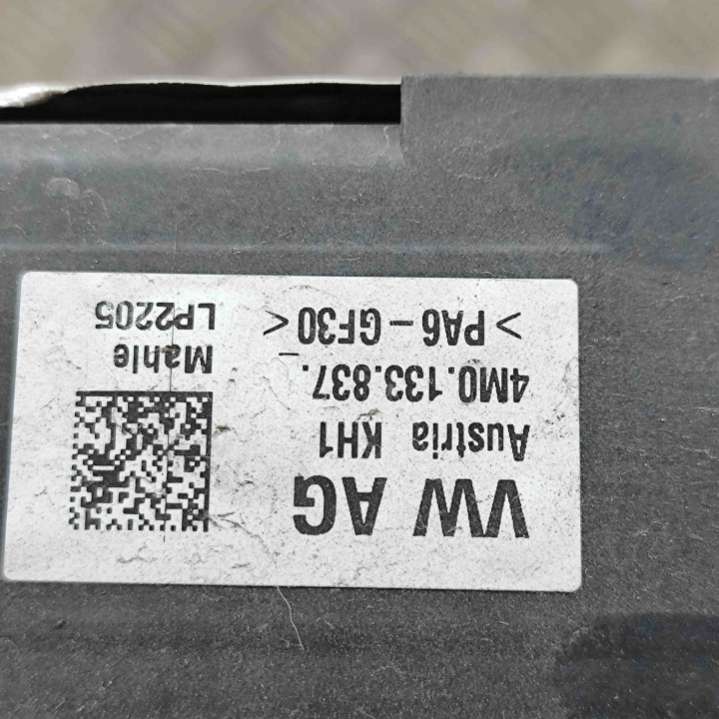 VW AG
Austria KH1
4M0.133.837._
>PA6-GF30<
Mahle
LP2205